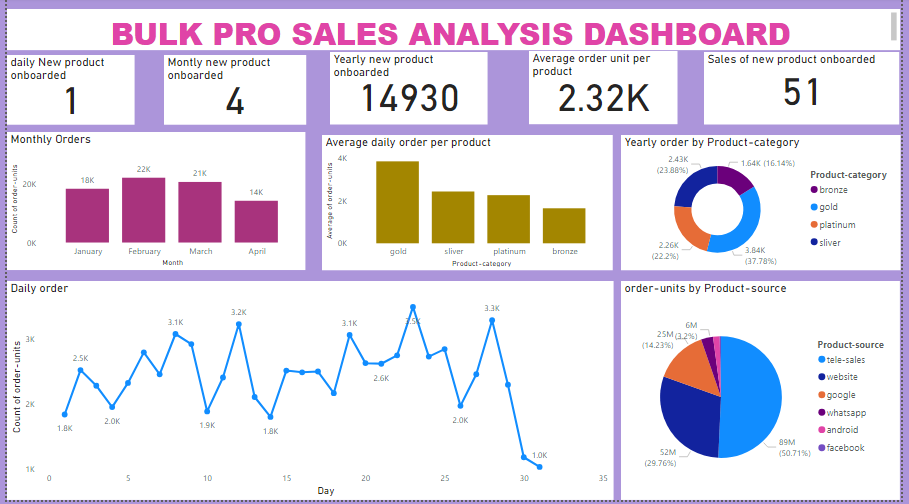 BULK PRO SALES ANALYSIS DASHBOARD
daily New product
onboarded
1
Montly new product
onboarded
4
Yearly new product
onboarded
14930
Average order unit per
product
2.32K
Sales of new product onboarded
51
Monthly Orders
Count of order-units
20K
0K
18K
22K
21K
14K
January
February
March
April
Month
Average daily order per product
Average of order-units
4K
2K
0K
gold
sliver
platinum
bronze
Product-category
Yearly order by Product-category
2.43K
(23.88%)
1.64K (16.14%)
2.26K
(22.2%)
3.84K
(37.78%)
Product-category
bronze
gold
platinum
sliver
Daily order
Count of order-units
3K
2K
1K
1.8K
2.5K
2.0K
3.1K
1.9K
3.2K
1.8K
3.1K
2.6K
3.5K
2.0K
3.3K
1.0K
0
5
10
15
20
25
30
35
Day
order-units by Product-source
6M
(3.2%)
25M
(14.23%)
52M
(29.76%)
89M
(50.71%)
Product-source
tele-sales
website
google
whatsapp
android
facebook